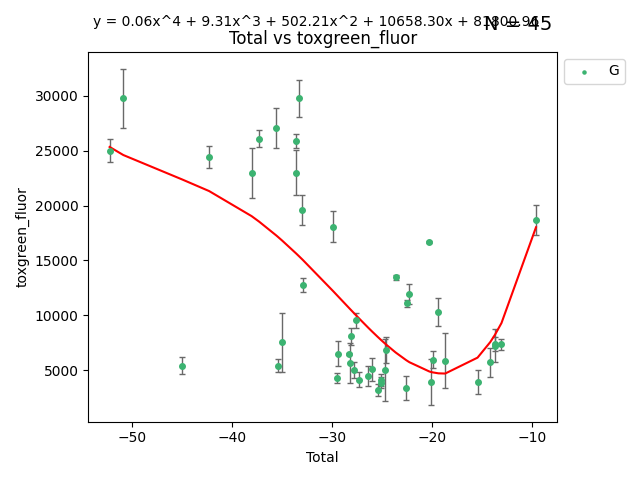 y = 0.06x^4 + 9.31x^3 + 502.21x^2 + 10658.30x + 81800.96
N = 45
Total vs toxgreen_fluor
G
30000
25000
20000
15000
10000
5000
toxgreen_fluor
−50
−40
−30
−20
−10
Total